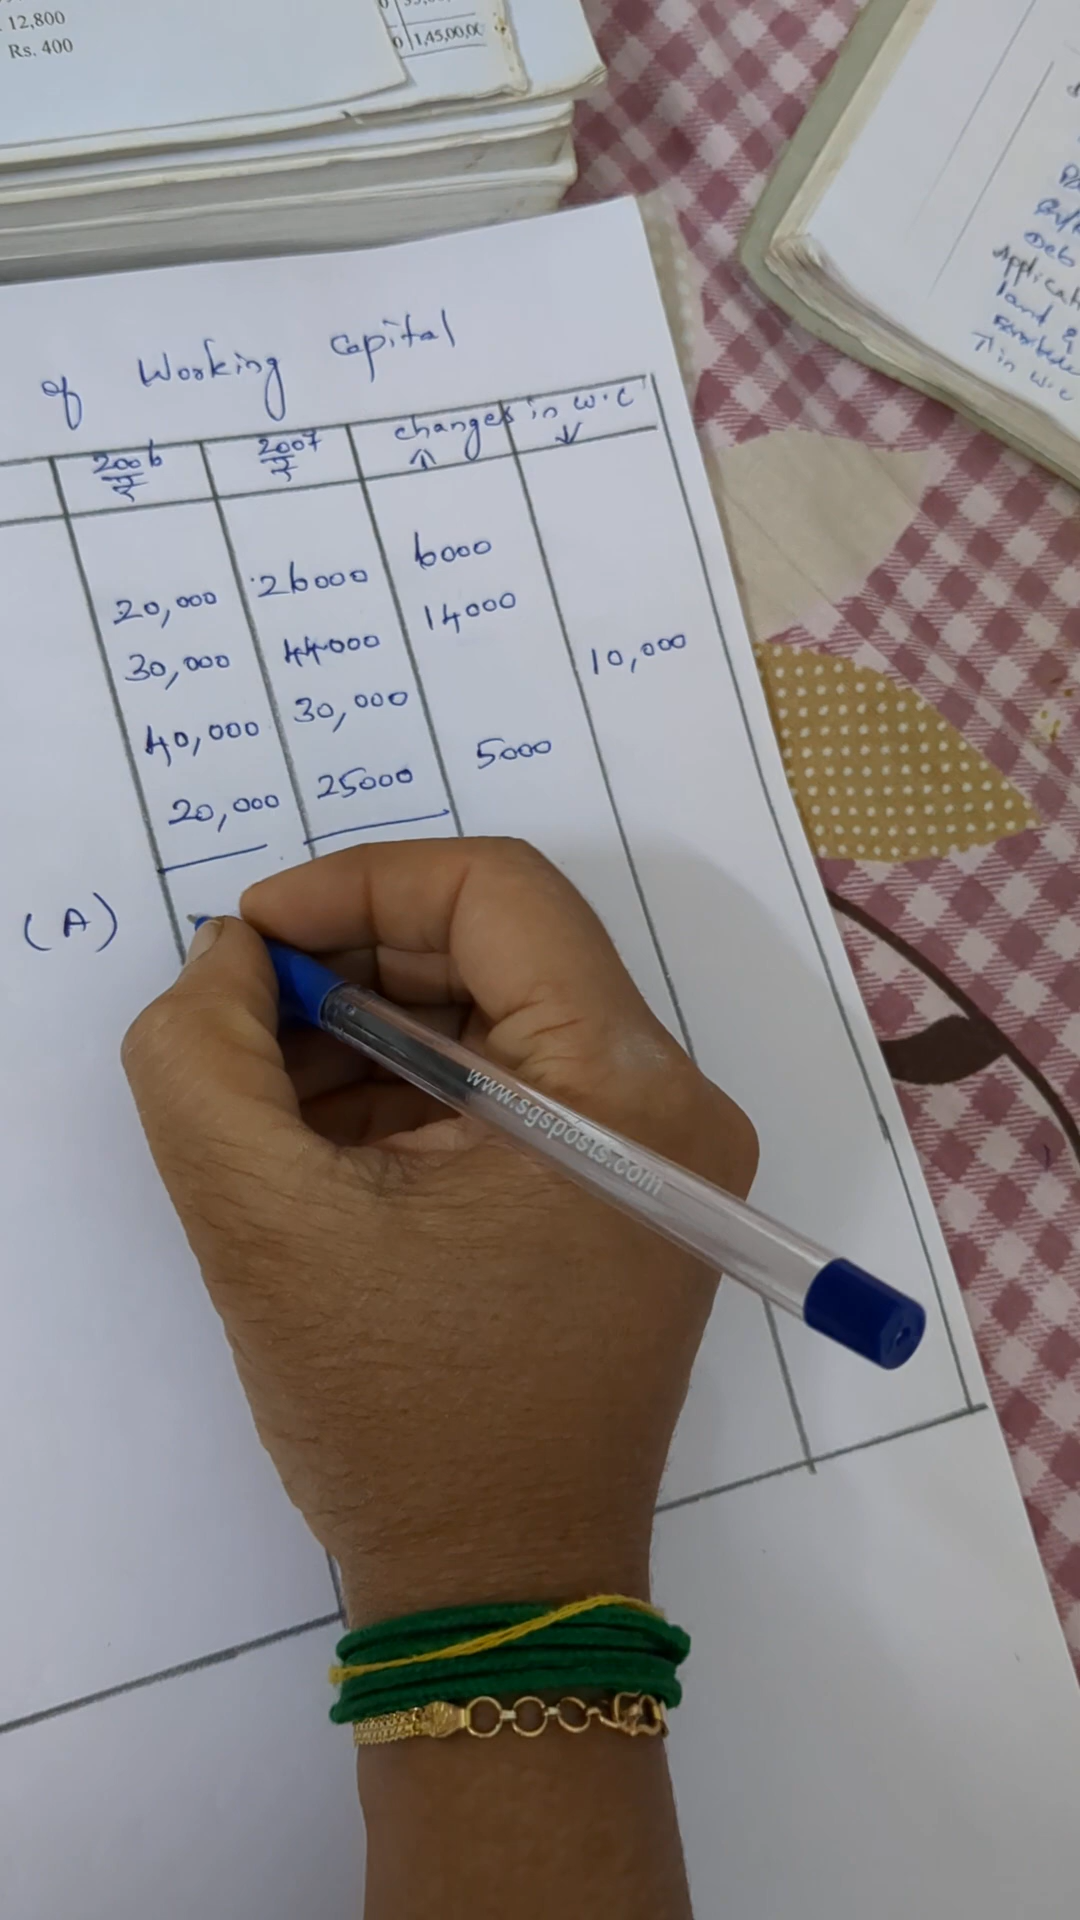 12,800
Rs. 400
1,45,00,00
of Working capital
2006 2007 changes in w.c
₹ ₹ ↑ ↓
20,000 26000 6000
30,000 44000 14000
40,000 30,000 10,000
20,000 25000 5000
(A)
www.sgsposts.com
Deb
Applicat
land &
↑ in w.c